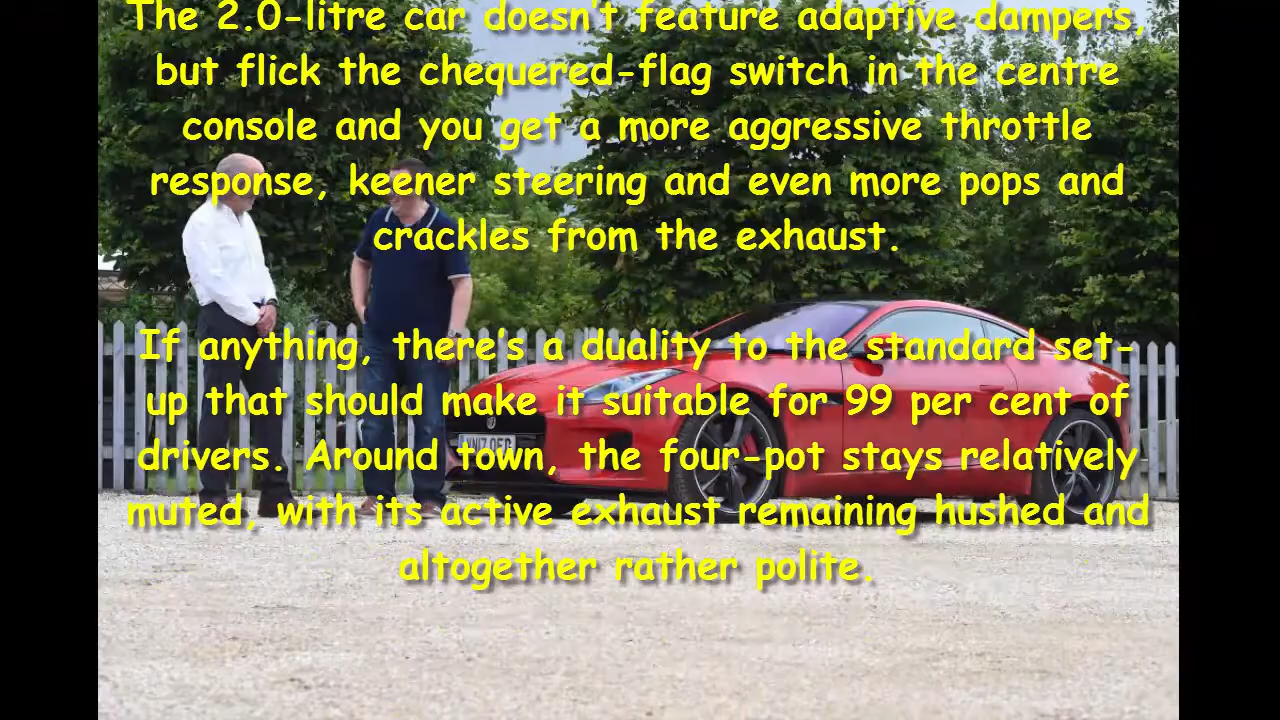 The 2.0-litre car doesn't feature adaptive dampers,
but flick the chequered-flag switch in the centre
console and you get a more aggressive throttle
response, keener steering and even more pops and
crackles from the exhaust.
If anything, there's a duality to the standard set-
up that should make it suitable for 99 per cent of
drivers. Around town, the four-pot stays relatively
muted, with its active exhaust remaining hushed and
altogether rather polite.